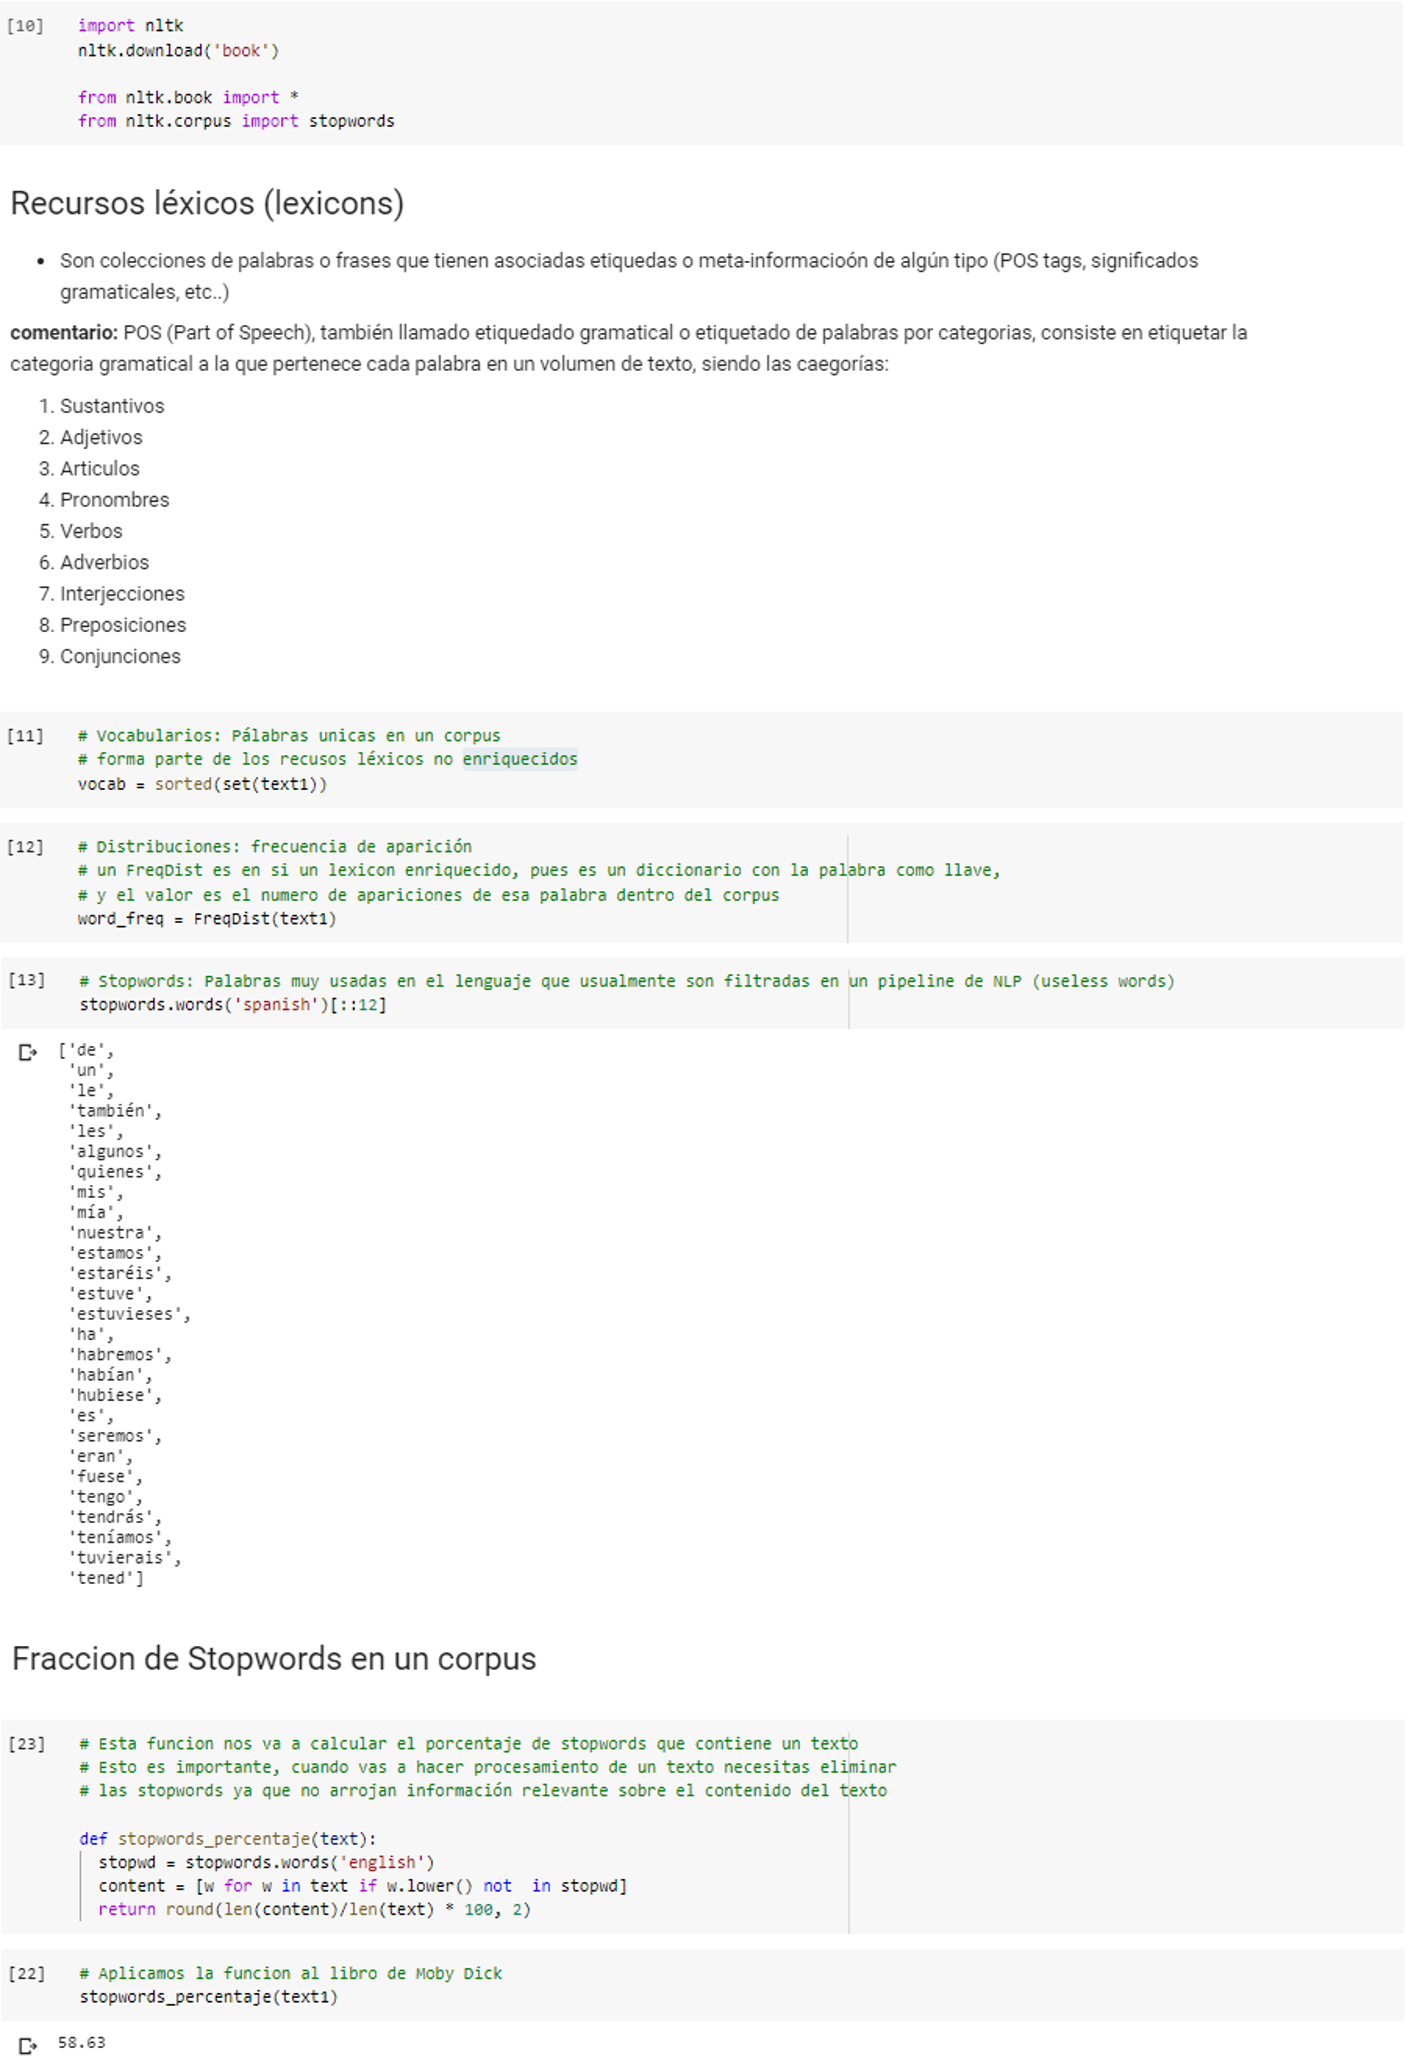 [10] import nltk
nltk.download('book')
from nltk.book import *
from nltk.corpus import stopwords
Recursos léxicos (lexicons)
• Son colecciones de palabras o frases que tienen asociadas etiquedas o meta-informacioón de algún tipo (POS tags, significados
gramaticales, etc..)
comentario: POS (Part of Speech), también llamado etiquedado gramatical o etiquetado de palabras por categorias, consiste en etiquetar la
categoria gramatical a la que pertenece cada palabra en un volumen de texto, siendo las caegorías:
1. Sustantivos
2. Adjetivos
3. Articulos
4. Pronombres
5. Verbos
6. Adverbios
7. Interjecciones
8. Preposiciones
9. Conjunciones
[11] # Vocabularios: Pálabras unicas en un corpus
# forma parte de los recusos léxicos no enriquecidos
vocab = sorted(set(text1))
[12] # Distribuciones: frecuencia de aparición
# un FreqDist es en si un lexicon enriquecido, pues es un diccionario con la palabra como llave,
# y el valor es el numero de apariciones de esa palabra dentro del corpus
word_freq = FreqDist(text1)
[13] # Stopwords: Palabras muy usadas en el lenguaje que usualmente son filtradas en un pipeline de NLP (useless words)
stopwords.words('spanish')[::12]
['de',
'un',
'le',
'también',
'les',
'algunos',
'quienes',
'mis',
'mía',
'nuestra',
'estamos',
'estaréis',
'estuve',
'estuvieses',
'ha',
'habremos',
'habían',
'hubiese',
'es',
'seremos',
'eran',
'fuese',
'tengo',
'tendrás',
'teníamos',
'tuvierais',
'tened']
Fraccion de Stopwords en un corpus
[23] # Esta funcion nos va a calcular el porcentaje de stopwords que contiene un texto
# Esto es importante, cuando vas a hacer procesamiento de un texto necesitas eliminar
# las stopwords ya que no arrojan información relevante sobre el contenido del texto
def stopwords_percentaje(text):
stopwd = stopwords.words('english')
content = [w for w in text if w.lower() not  in stopwd]
return round(len(content)/len(text) * 100, 2)
[22] # Aplicamos la funcion al libro de Moby Dick
stopwords_percentaje(text1)
58.63